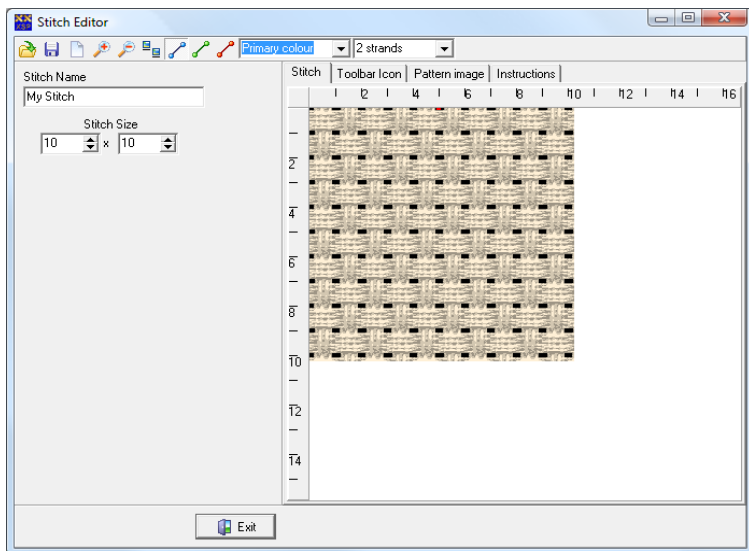 Stitch Editor
Primary colour 2 strands
Stitch Name
My Stitch
Stitch Size
10 x 10
Stitch Toolbar Icon Pattern image Instructions
2 4 6 8 10 12 14 16
2
4
6
8
10
12
14
Exit